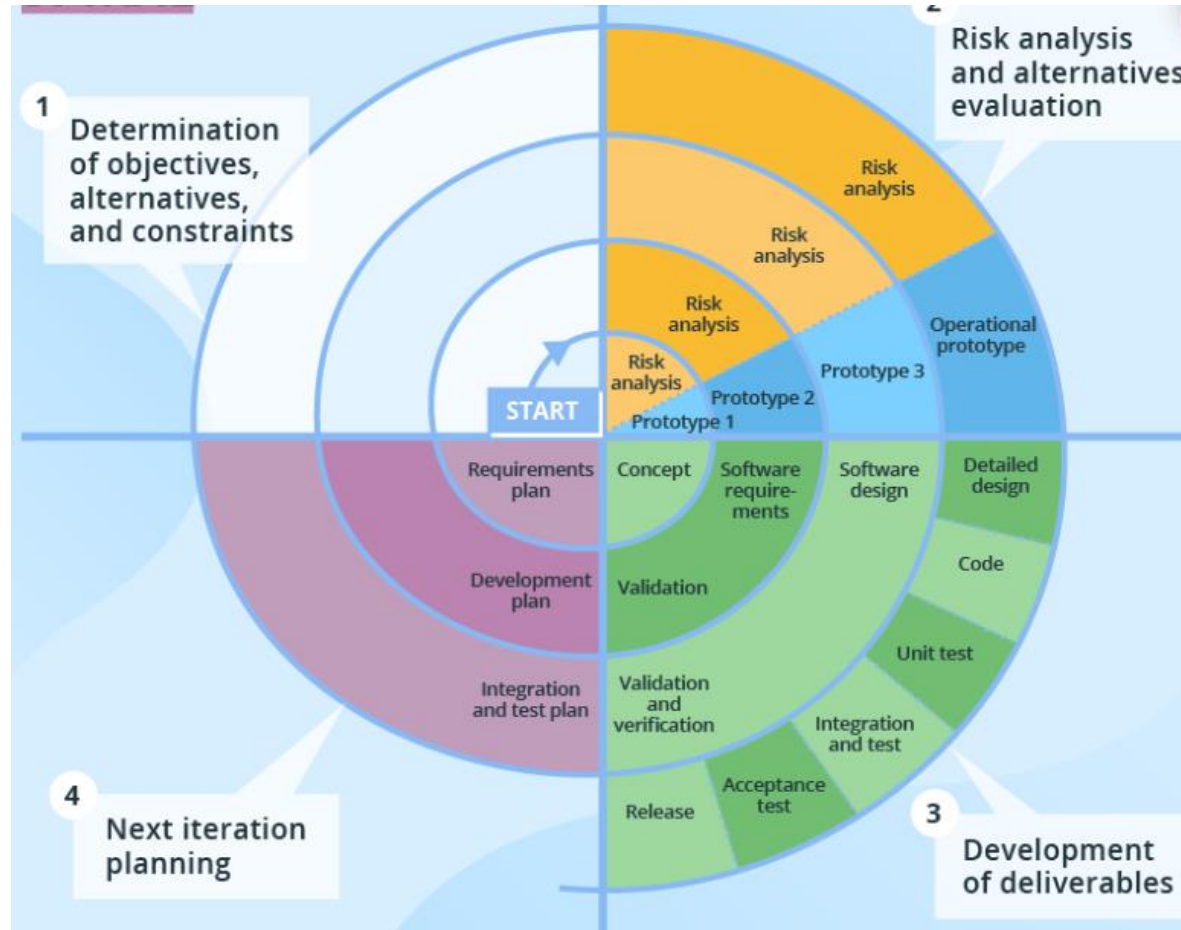 2
Risk analysis
and alternatives
evaluation
1
Determination
of objectives,
alternatives,
and constraints
Risk
analysis
Risk
analysis
Risk
analysis
Risk
analysis
Operational
prototype
Prototype 3
Prototype 2
Prototype 1
START
Requirements
plan
Concept
Software
require-
ments
Software
design
Detailed
design
Code
Development
plan
Validation
Unit test
Integration
and test plan
Validation
and
verification
Integration
and test
Acceptance
test
Release
4
Next iteration
planning
3
Development
of deliverables